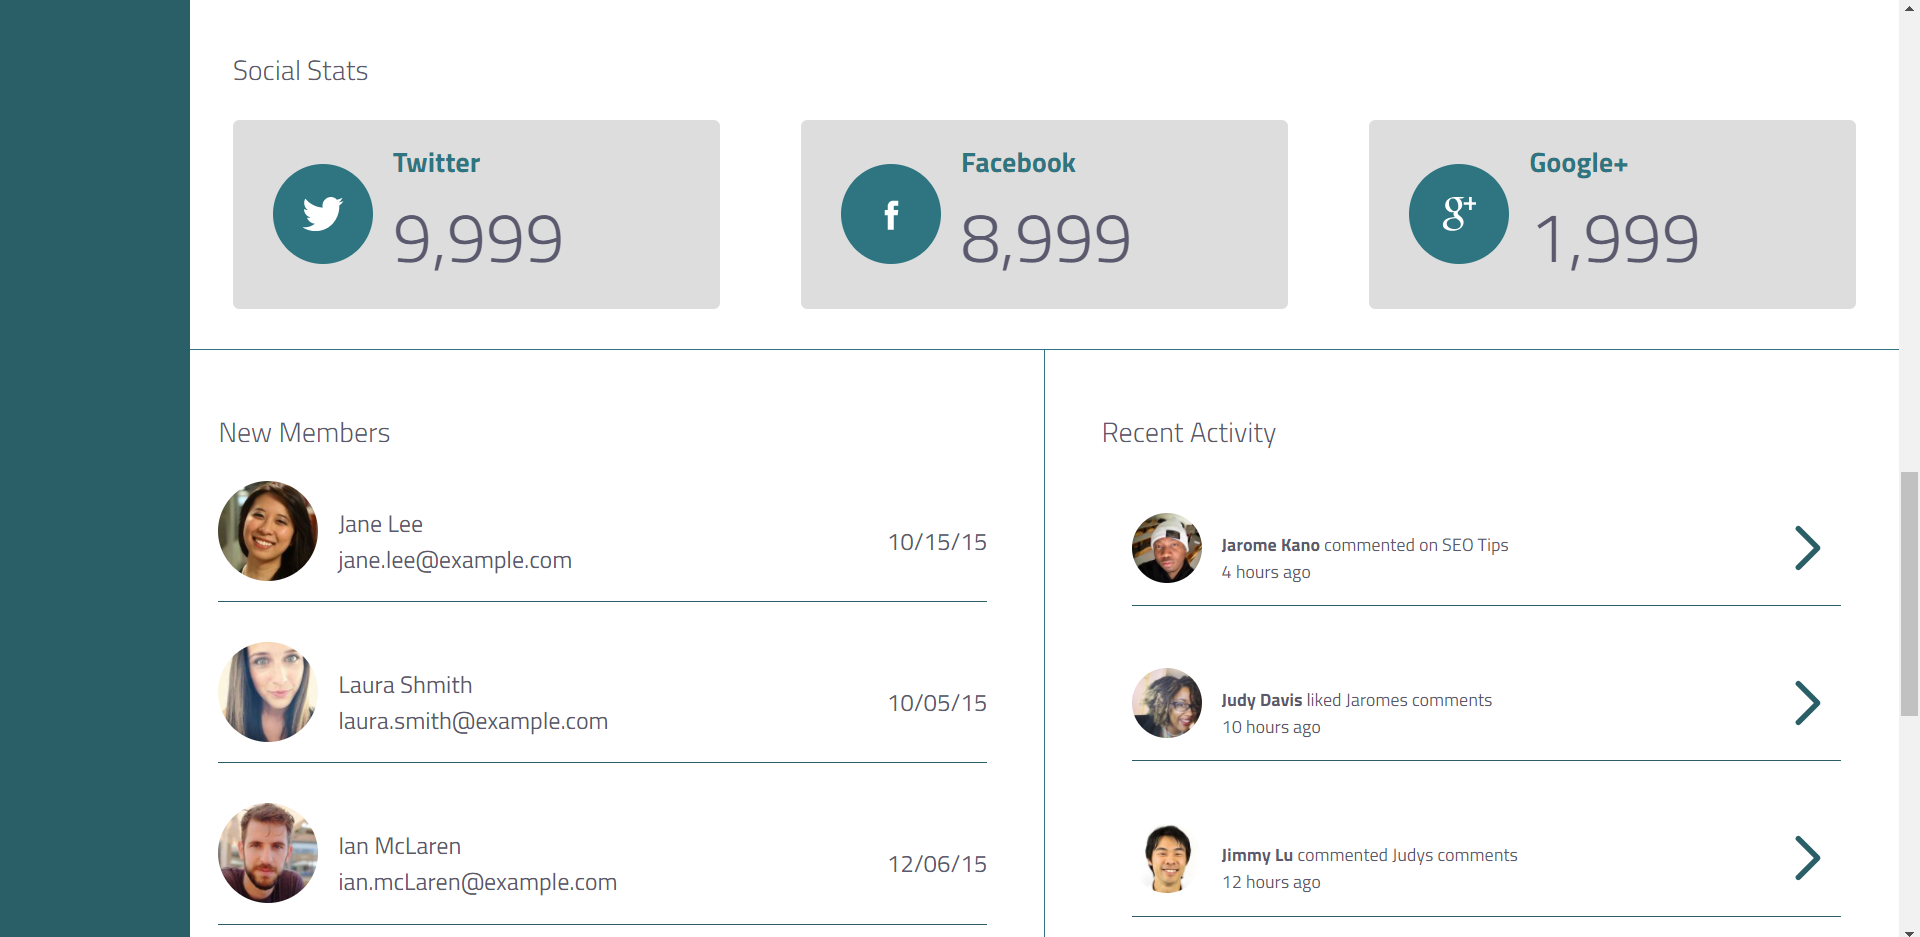 Social Stats
Twitter
9,999
Facebook
8,999
Google+
1,999
New Members
Jane Lee
jane.lee@example.com
10/15/15
Laura Shmith
laura.smith@example.com
10/05/15
Ian McLaren
ian.mcLaren@example.com
12/06/15
Recent Activity
Jarome Kano commented on SEO Tips
4 hours ago
Judy Davis liked Jaromes comments
10 hours ago
Jimmy Lu commented Judys comments
12 hours ago